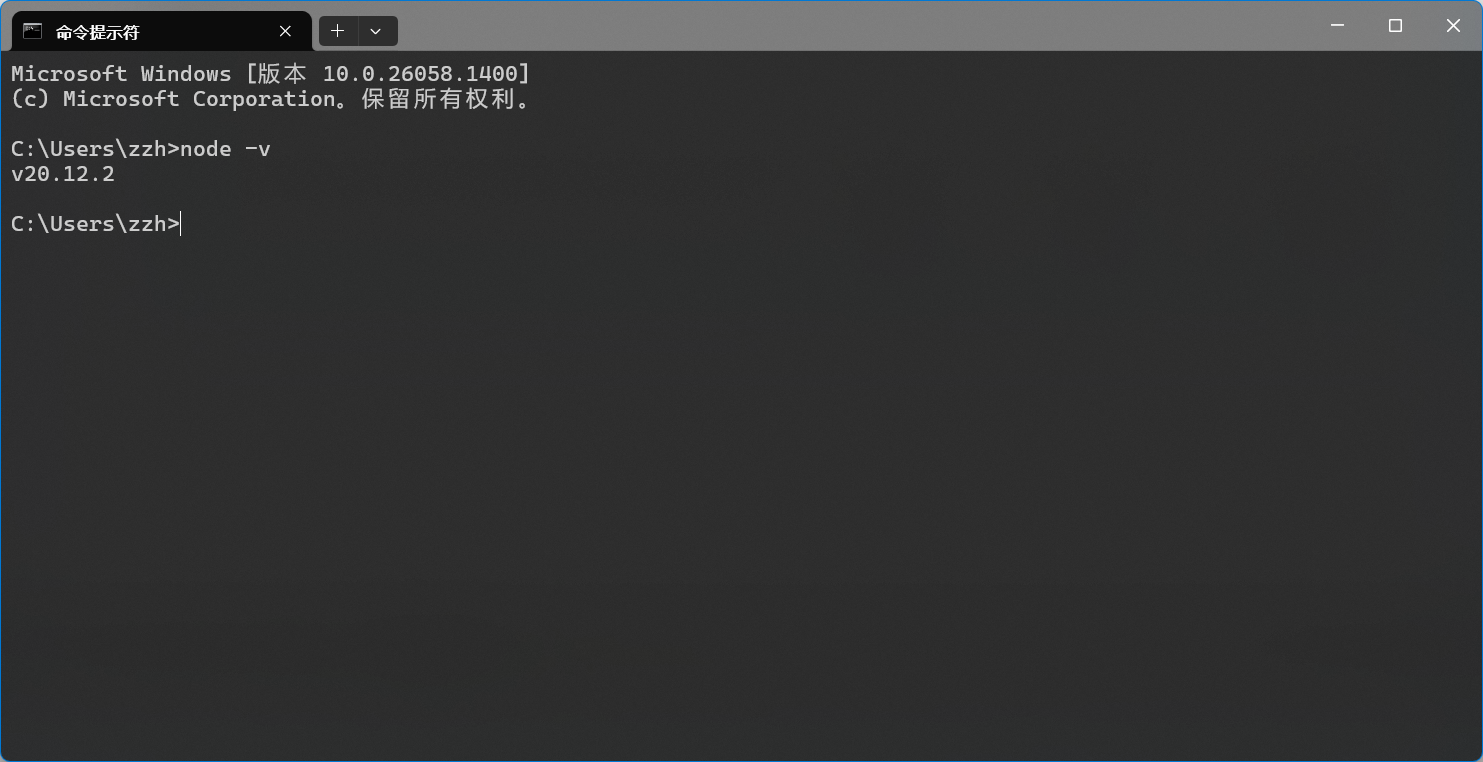 命令提示符
Microsoft Windows [版本 10.0.26058.1400]
(c) Microsoft Corporation。保留所有权利。
C:\Users\zzh>node -v
v20.12.2
C:\Users\zzh>